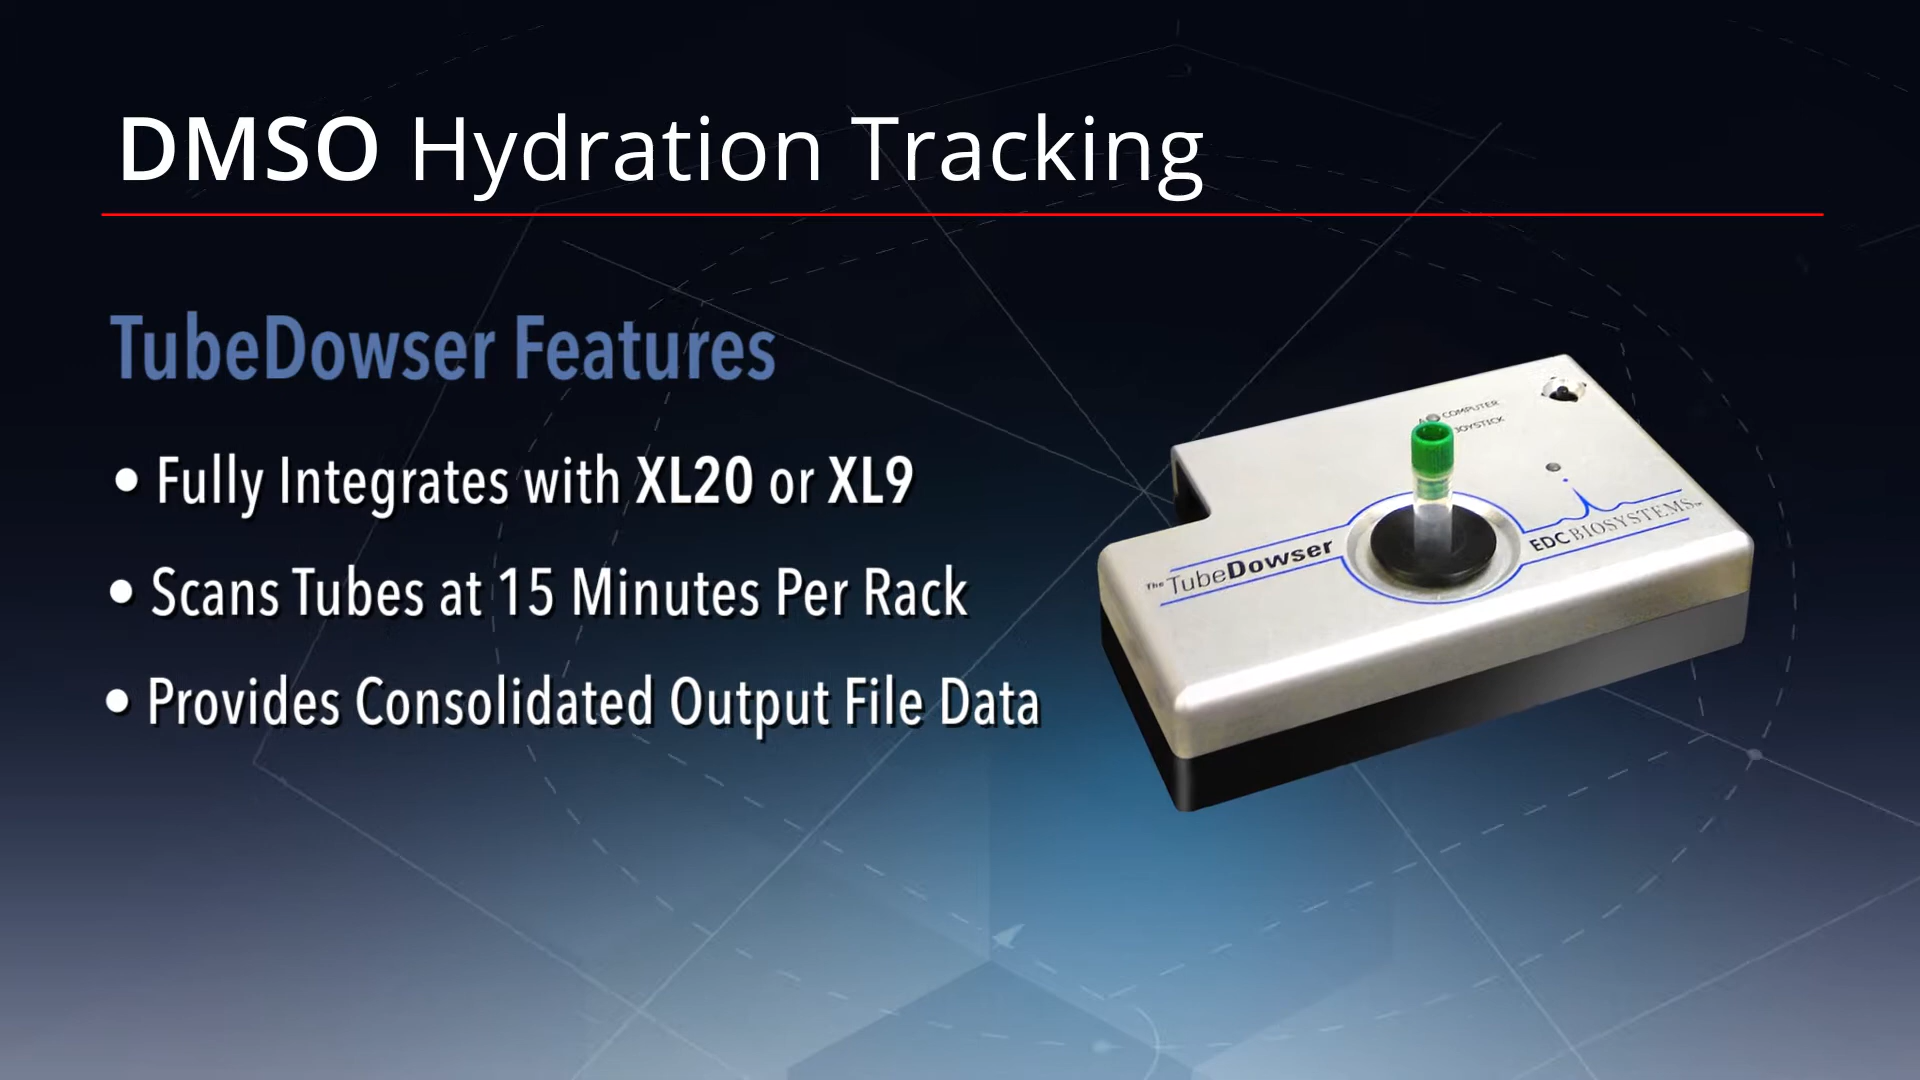 DMSO Hydration Tracking
TubeDowser Features
• Fully Integrates with XL20 or XL9
• Scans Tubes at 15 Minutes Per Rack
• Provides Consolidated Output File Data
COMPUTER
JOYSTICK
The TubeDowser
EDC BIOSYSTEMS